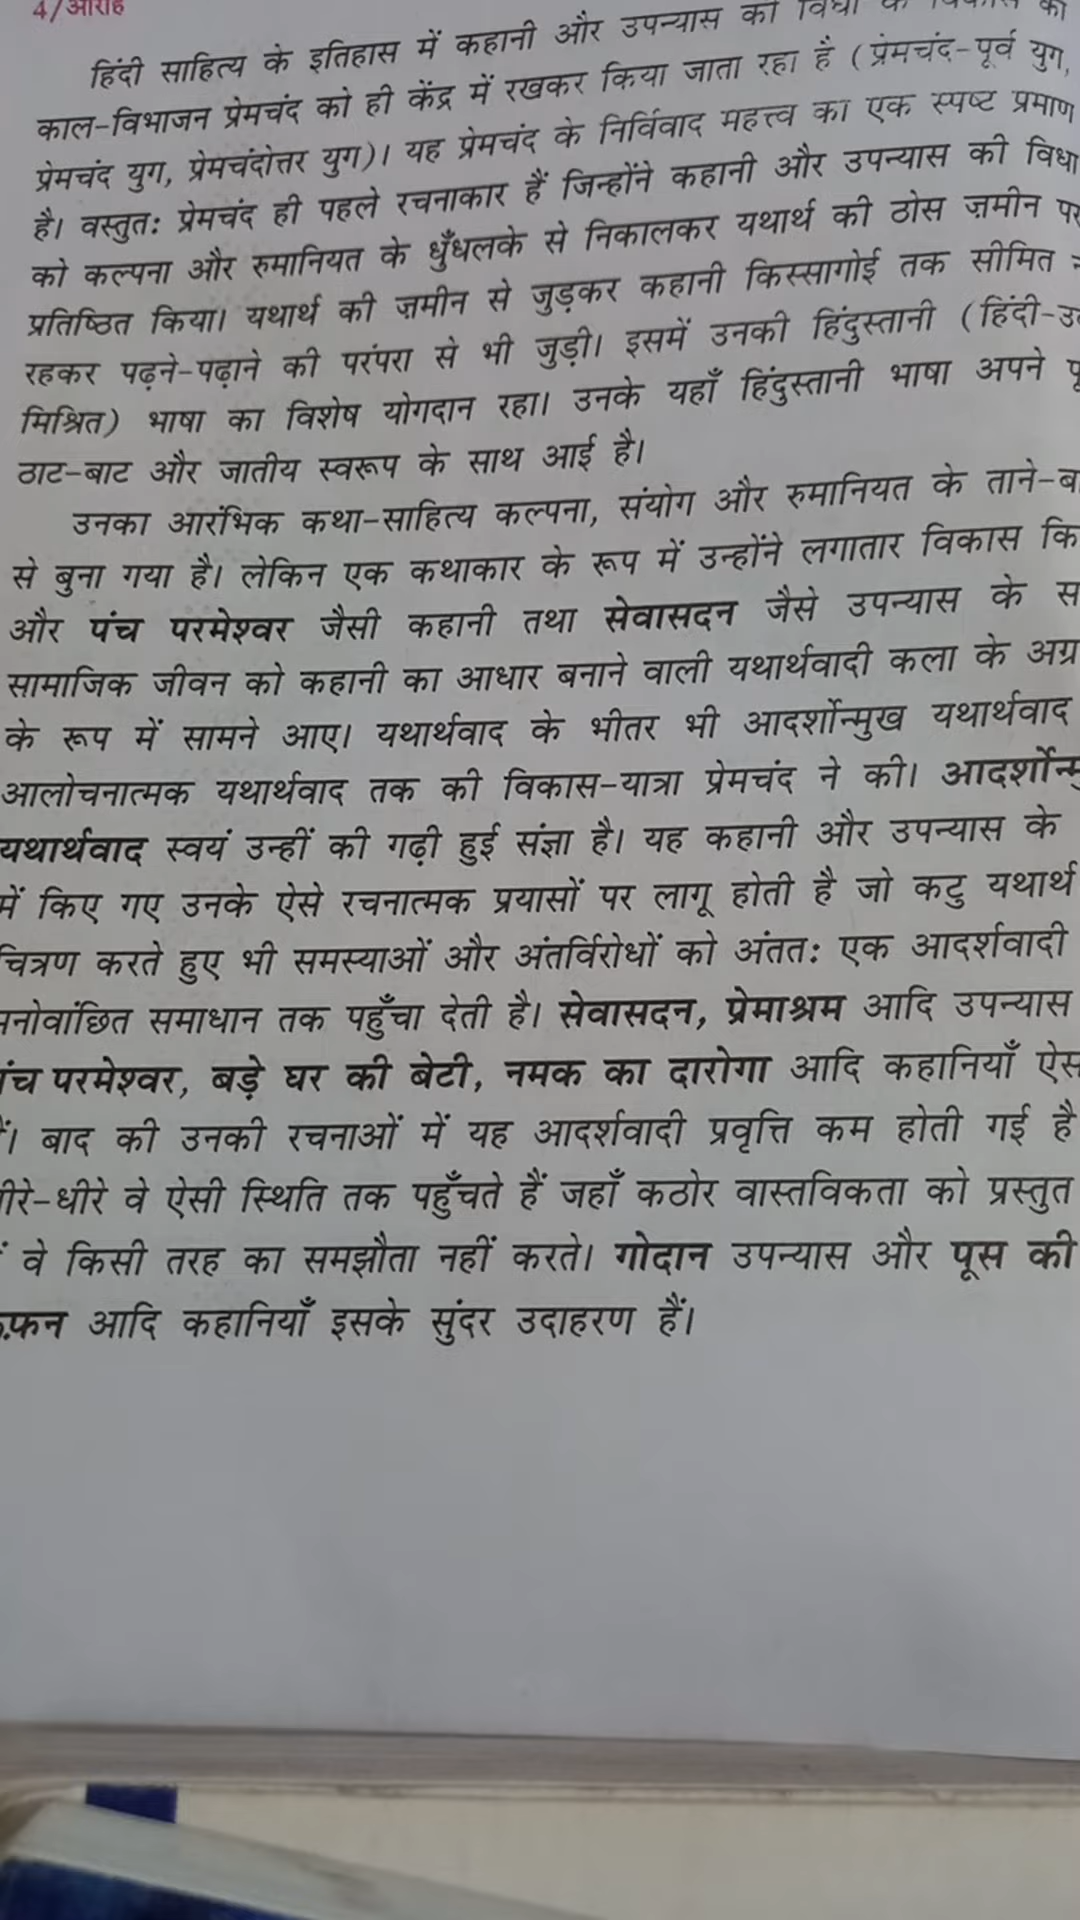 4/आरोह
हिंदी साहित्य के इतिहास में कहानी और उपन्यास की विधा के विकास का
काल-विभाजन प्रेमचंद को ही केंद्र में रखकर किया जाता रहा है (प्रेमचंद-पूर्व युग,
प्रेमचंद युग, प्रेमचंदोत्तर युग)। यह प्रेमचंद के निर्विवाद महत्त्व का एक स्पष्ट प्रमाण
है। वस्तुतः प्रेमचंद ही पहले रचनाकार हैं जिन्होंने कहानी और उपन्यास की विधा
को कल्पना और रुमानियत के धुँधलके से निकालकर यथार्थ की ठोस ज़मीन पर
प्रतिष्ठित किया। यथार्थ की ज़मीन से जुड़कर कहानी किस्सागोई तक सीमित
रहकर पढ़ने-पढ़ाने की परंपरा से भी जुड़ी। इसमें उनकी हिंदुस्तानी (हिंदी-
मिश्रित) भाषा का विशेष योगदान रहा। उनके यहाँ हिंदुस्तानी भाषा अपने
ठाट-बाट और जातीय स्वरूप के साथ आई है।
उनका आरंभिक कथा-साहित्य कल्पना, संयोग और रुमानियत के ताने-
से बुना गया है। लेकिन एक कथाकार के रूप में उन्होंने लगातार विकास
और पंच परमेश्वर जैसी कहानी तथा सेवासदन जैसे उपन्यास के
सामाजिक जीवन को कहानी का आधार बनाने वाली यथार्थवादी कला के
के रूप में सामने आए। यथार्थवाद के भीतर भी आदर्शोन्मुख यथार्थवाद
आलोचनात्मक यथार्थवाद तक की विकास-यात्रा प्रेमचंद ने की।
यथार्थवाद स्वयं उन्हीं की गढ़ी हुई संज्ञा है। यह कहानी और उपन्यास के
में किए गए उनके ऐसे रचनात्मक प्रयासों पर लागू होती है जो कटु यथार्थ
चित्रण करते हुए भी समस्याओं और अंतर्विरोधों को अंततः एक आदर्शवादी
मनोवांछित समाधान तक पहुँचा देती है। सेवासदन, प्रेमाश्रम आदि उपन्यास
परमेश्वर, बड़े घर की बेटी, नमक का दारोगा आदि कहानियाँ
बाद की उनकी रचनाओं में यह आदर्शवादी प्रवृत्ति कम होती गई है
धीरे-धीरे वे ऐसी स्थिति तक पहुँचते हैं जहाँ कठोर वास्तविकता को प्रस्तुत
वे किसी तरह का समझौता नहीं करते। गोदान उपन्यास और पूस की
आदि कहानियाँ इसके सुंदर उदाहरण हैं।